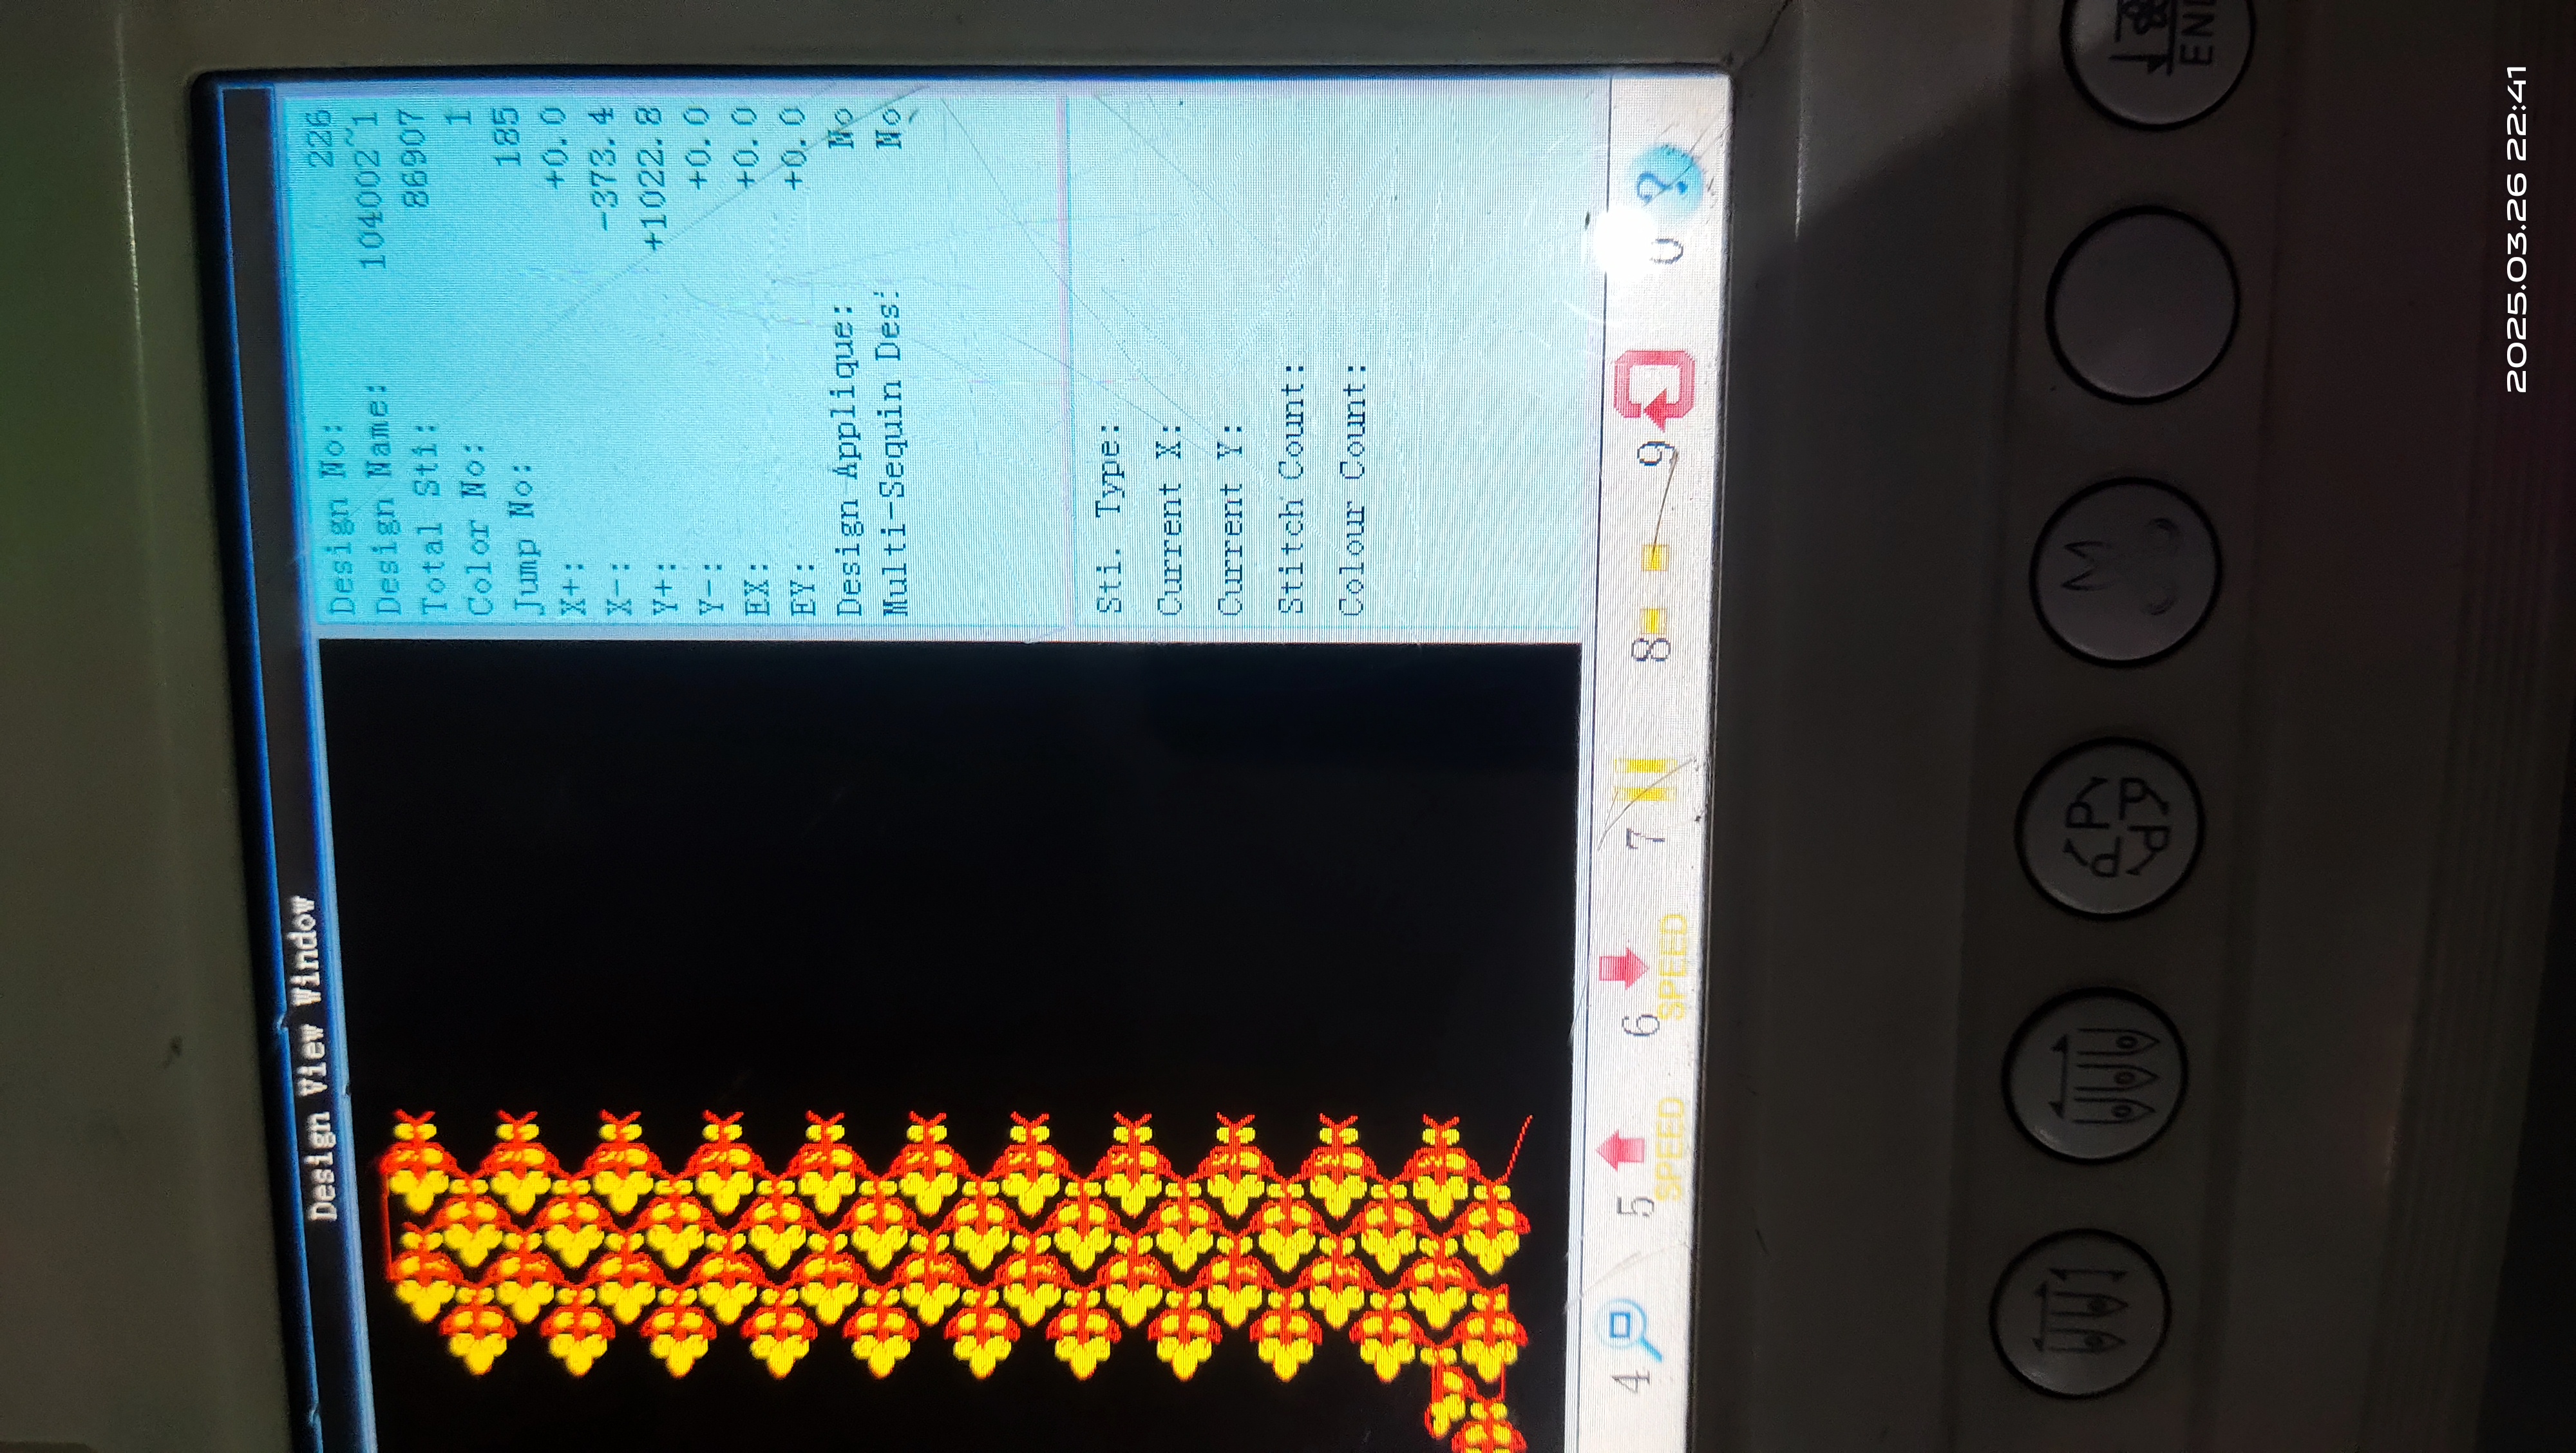 Design View Window
Design No: 226
Design Name: 104002~1
Total Sti: 86907
Color No: 1
Jump No: 185
X+: +0.0
X-: -373.4
Y+: +1022.8
Y-: +0.0
EX: +0.0
EY: +0.0
Design Applique: No
Multi-Sequin Des: No
Sti. Type:
Current X:
Current Y:
Stitch Count:
Colour Count:
4 5 6 7 8 9 0 ?
SPEED SPEED
P P P P
EN
2025.03.26 22:41